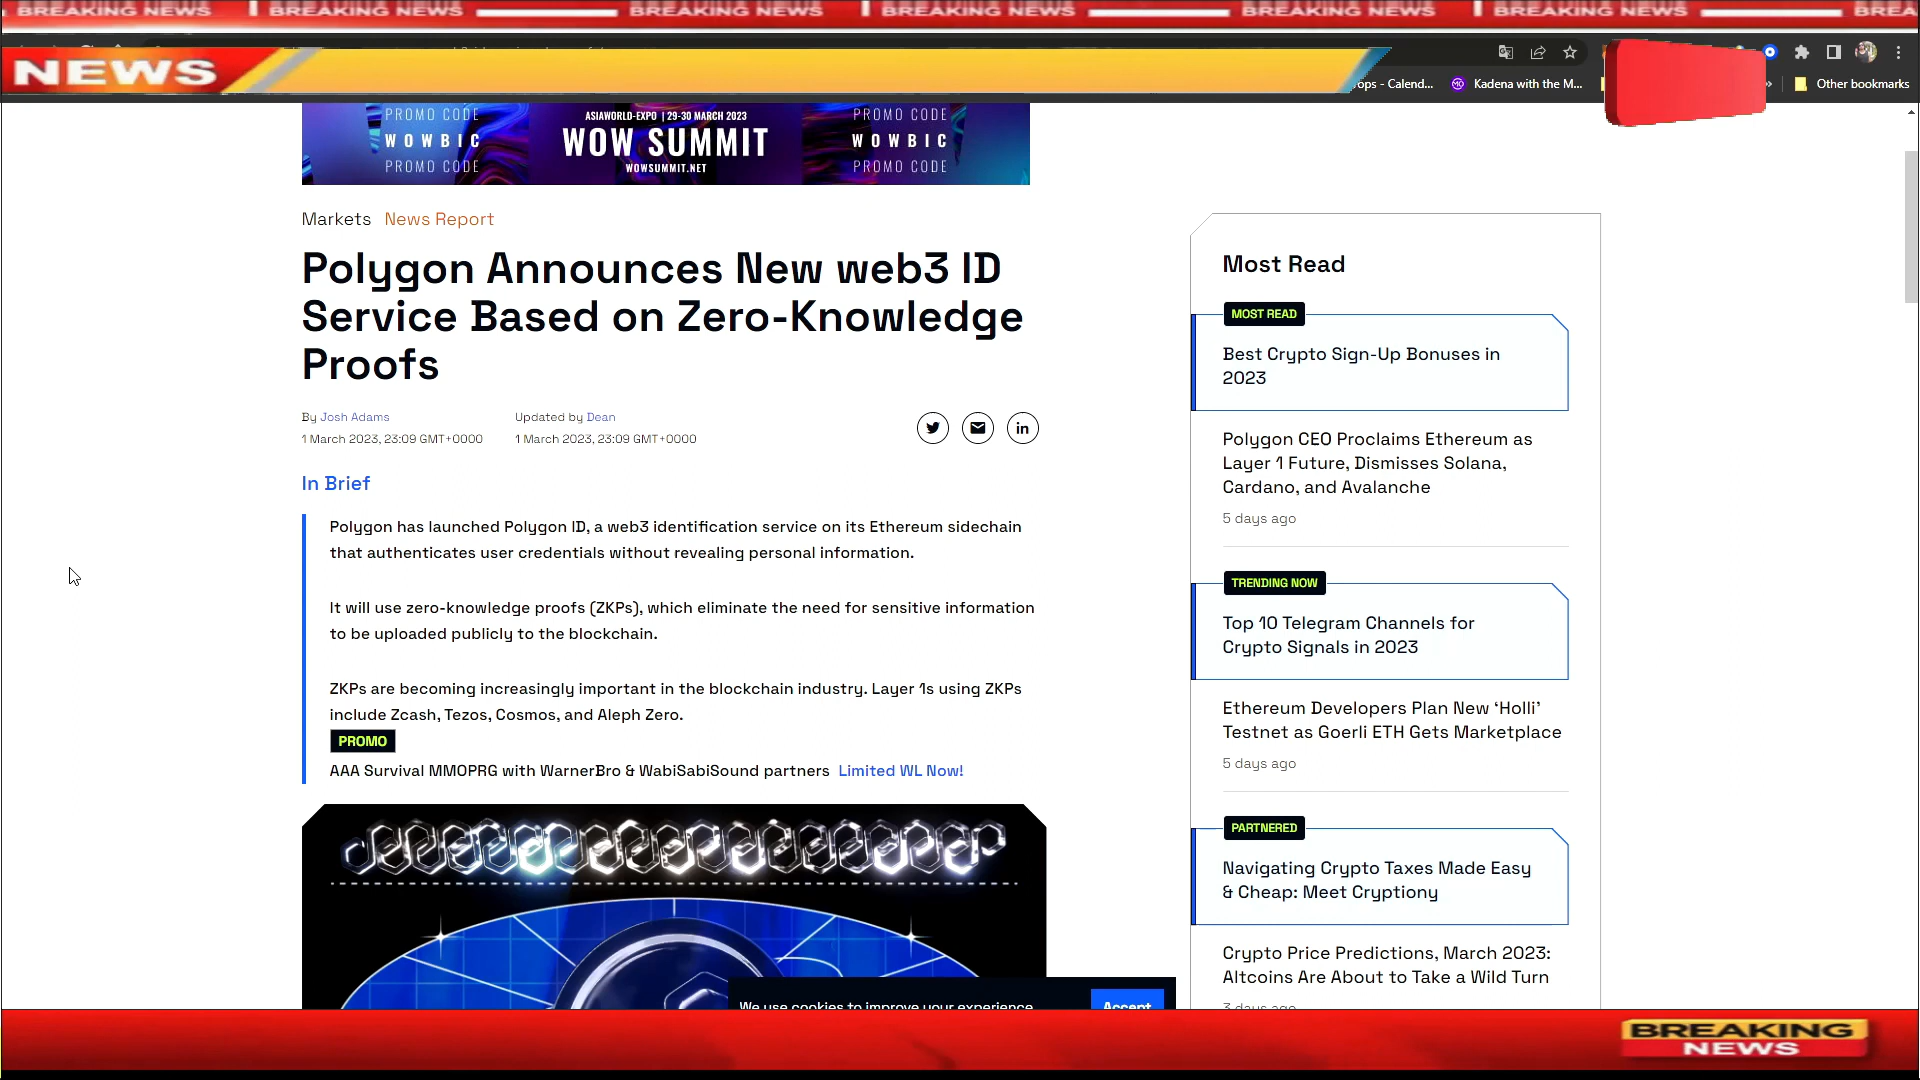 BREAKING NEWS BREAKING NEWS BREAKING NEWS BREAKING NEWS BREAKING NEWS BREAKING NEWS
NEWS
ops - Calend...
Kadena with the M...
Other bookmarks
PROMO CODE
WOWBIC
PROMO CODE
ASIAWORLD-EXPO | 29-30 MARCH 2023
WOW SUMMIT
WOWSUMMIT.NET
PROMO CODE
WOWBIC
PROMO CODE
Markets News Report
Polygon Announces New web3 ID
Service Based on Zero-Knowledge
Proofs
By Josh Adams
1 March 2023, 23:09 GMT+0000
Updated by Dean
1 March 2023, 23:09 GMT+0000
In Brief
Polygon has launched Polygon ID, a web3 identification service on its Ethereum sidechain
that authenticates user credentials without revealing personal information.
It will use zero-knowledge proofs (ZKPs), which eliminate the need for sensitive information
to be uploaded publicly to the blockchain.
ZKPs are becoming increasingly important in the blockchain industry. Layer 1s using ZKPs
include Zcash, Tezos, Cosmos, and Aleph Zero.
PROMO
AAA Survival MMOPRG with WarnerBro & WabiSabiSound partners Limited WL Now!
We use cookies to improve your experience
Accept
Most Read
MOST READ
Best Crypto Sign-Up Bonuses in
2023
Polygon CEO Proclaims Ethereum as
Layer 1 Future, Dismisses Solana,
Cardano, and Avalanche
5 days ago
TRENDING NOW
Top 10 Telegram Channels for
Crypto Signals in 2023
Ethereum Developers Plan New ‘Holli’
Testnet as Goerli ETH Gets Marketplace
5 days ago
PARTNERED
Navigating Crypto Taxes Made Easy
& Cheap: Meet Cryptiony
Crypto Price Predictions, March 2023:
Altcoins Are About to Take a Wild Turn
3 days ago
BREAKING
NEWS